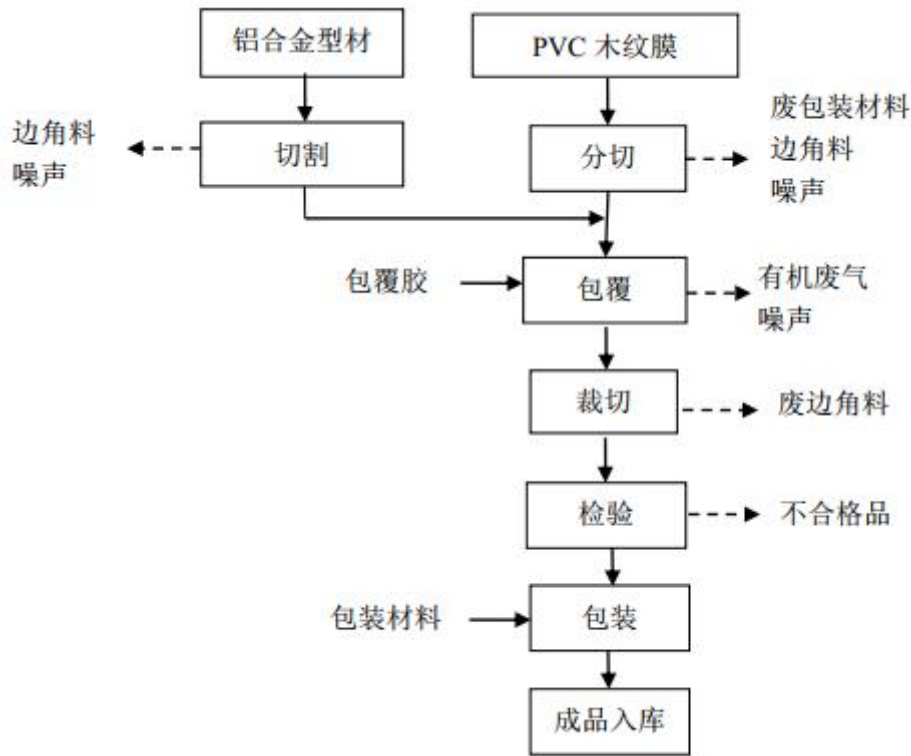 铝合金型材
PVC 木纹膜
边角料
噪声
切割
分切
废包装材料
边角料
噪声
包覆胶
包覆
有机废气
噪声
裁切
废边角料
检验
不合格品
包装材料
包装
成品入库